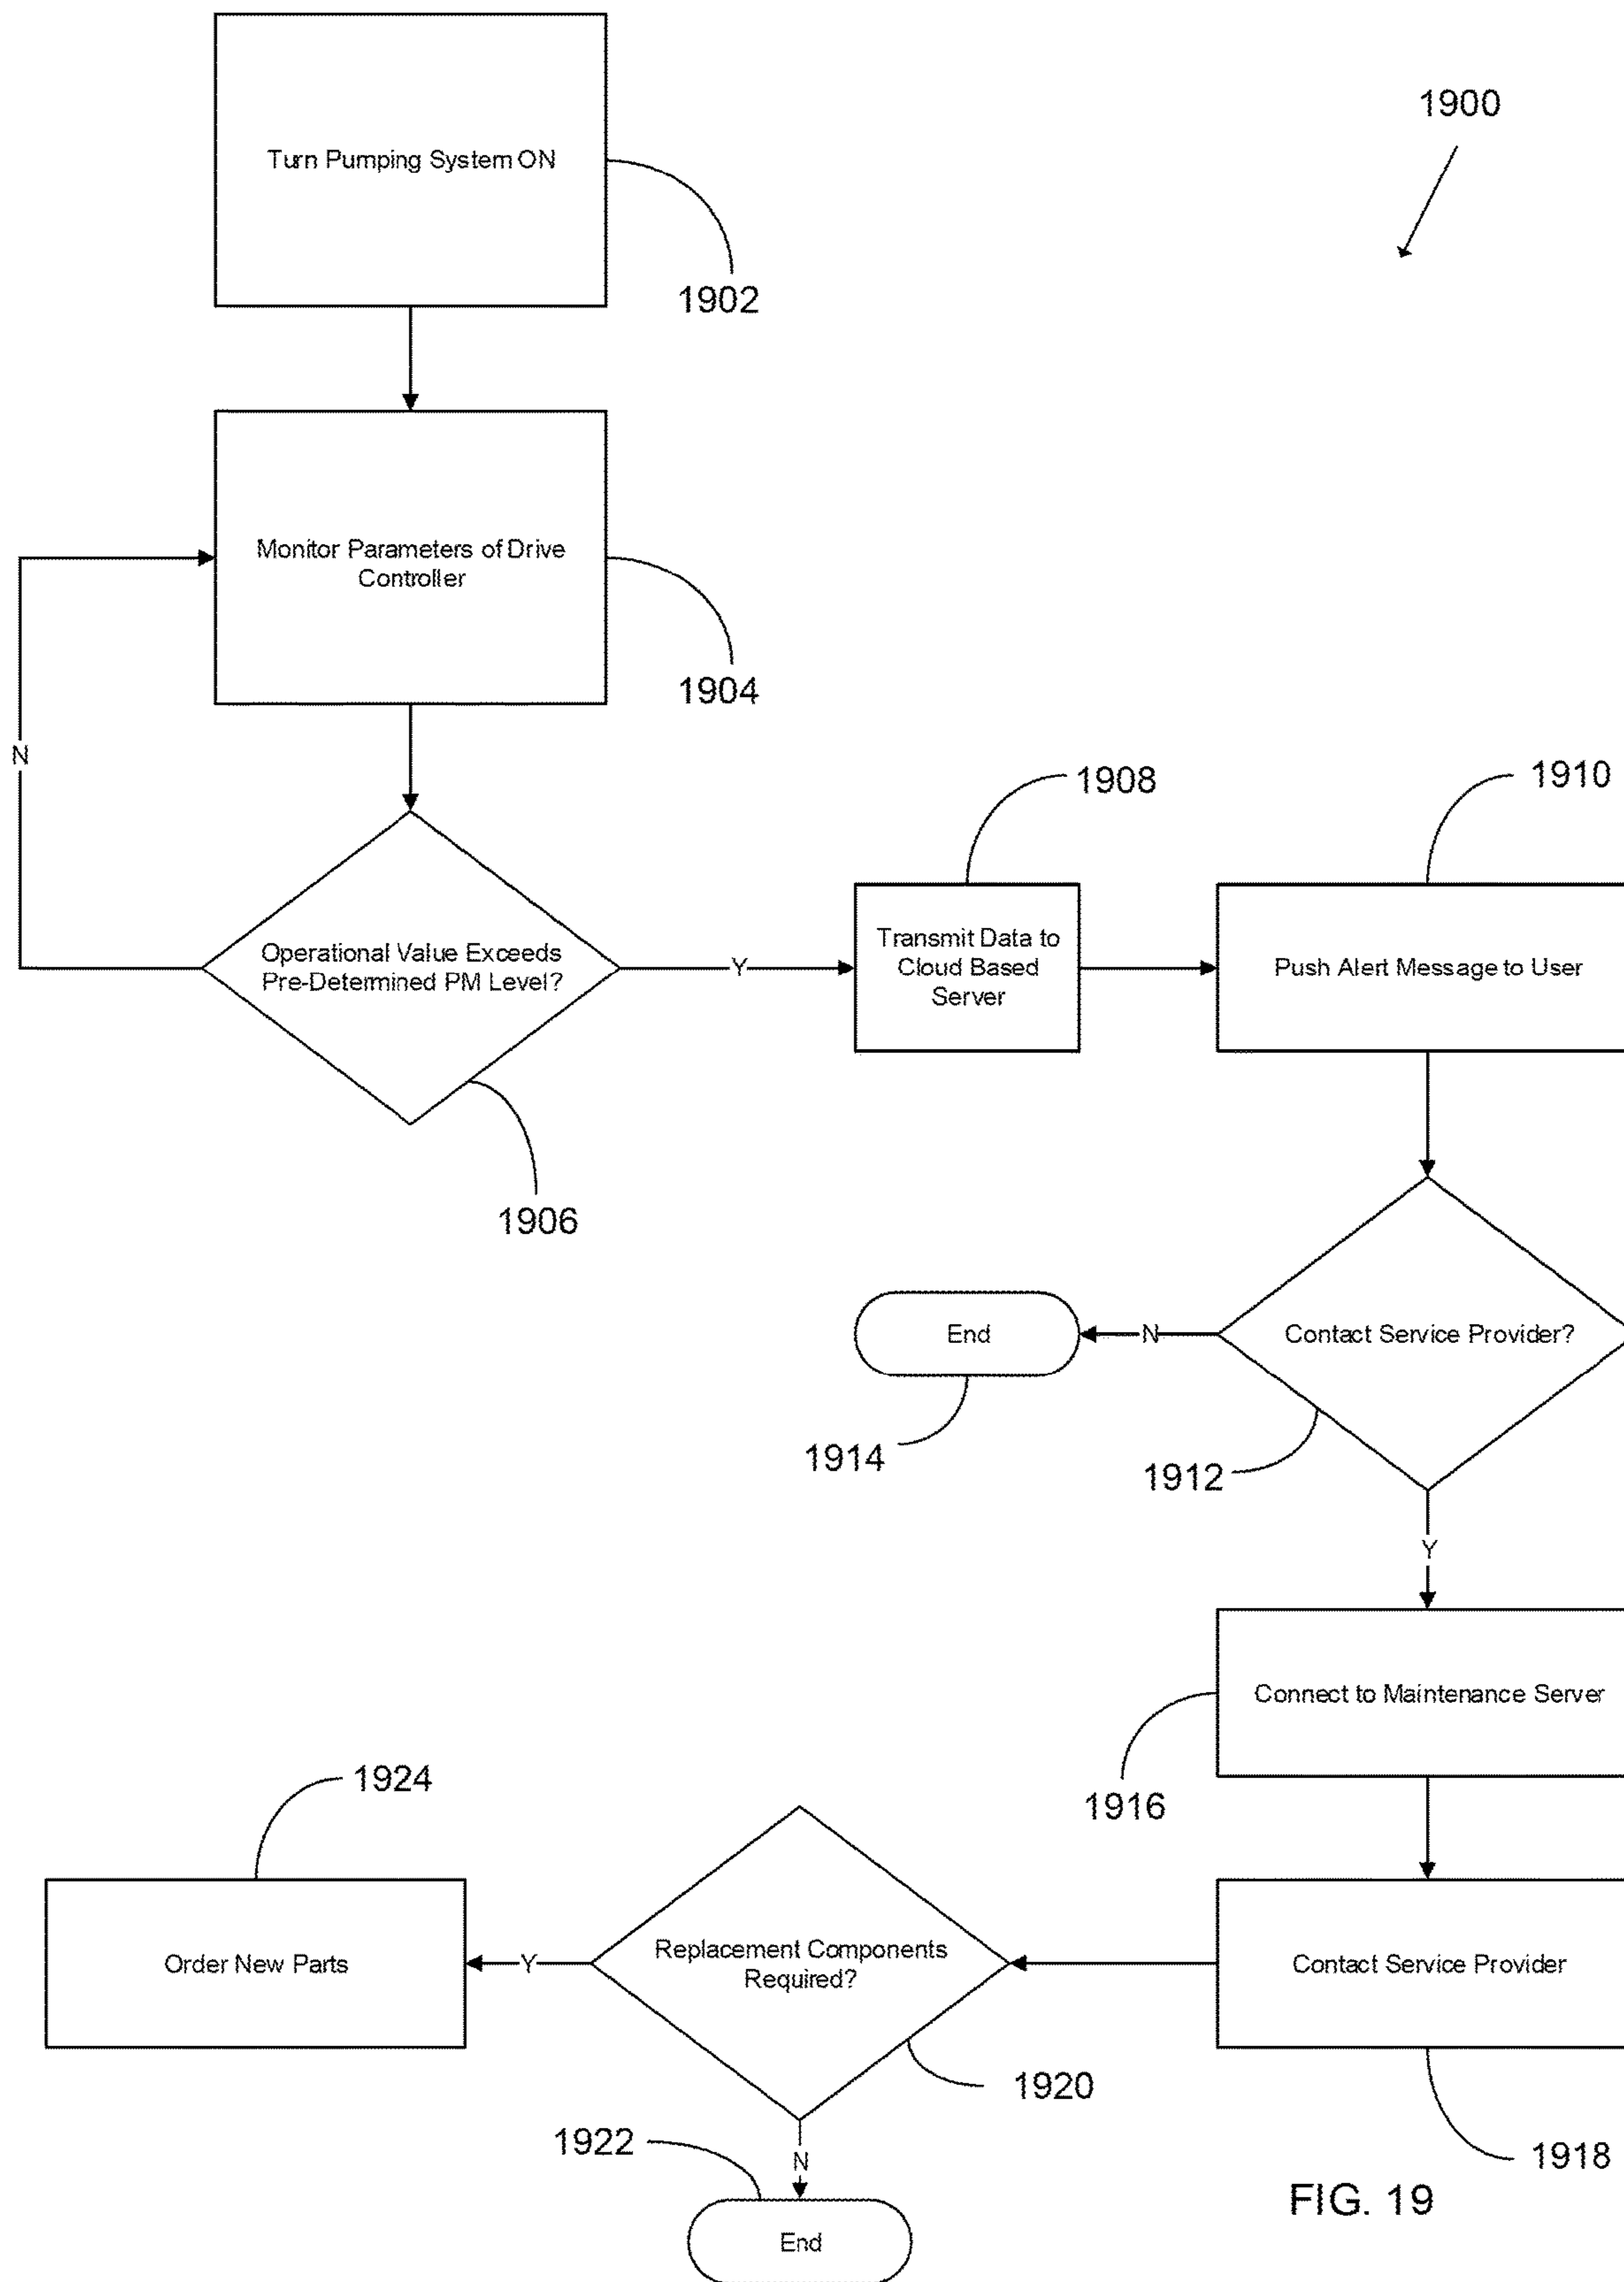 1900
Turn Pumping System ON
1902
Monitor Parameters of Drive
Controller
1904
N
Operational Value Exceeds
Pre-Determined PM Level?
1906
Y
1908
Transmit Data to
Cloud Based
Server
1910
Push Alert Message to User
Contact Service Provider?
1912
N
End
1914
Y
Connect to Maintenance Server
1916
Contact Service Provider
1918
Replacement Components
Required?
1920
Y
Order New Parts
1924
N
1922
End
FIG. 19